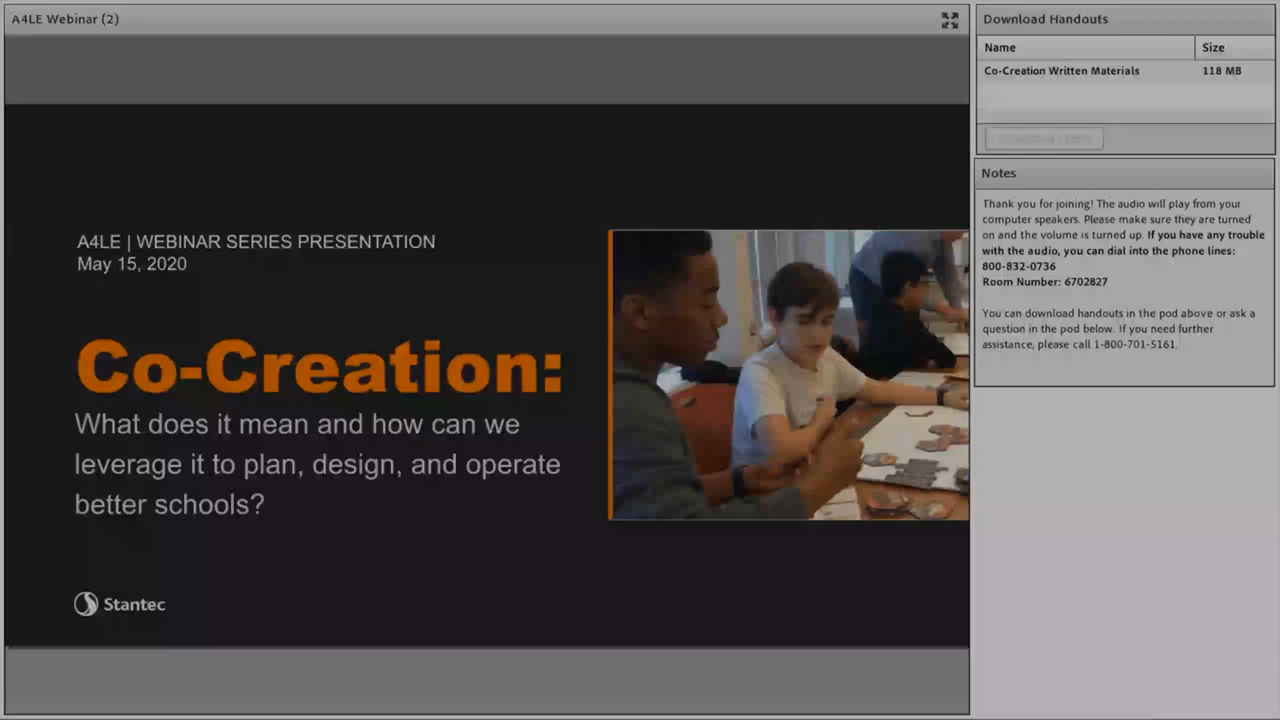 A4LE Webinar (2)
A4LE | WEBINAR SERIES PRESENTATION
May 15, 2020
Co-Creation:
What does it mean and how can we
leverage it to plan, design, and operate
better schools?
Stantec
Download Handouts
Name Size
Co-Creation Written Materials 118 MB
Notes
Thank you for joining! The audio will play from your
computer speakers. Please make sure they are turned
on and the volume is turned up. If you have any trouble
with the audio, you can dial into the phone lines:
800-832-0736
Room Number: 6702827
You can download handouts in the pod above or ask a
question in the pod below. If you need further
assistance, please call 1-800-701-5161.